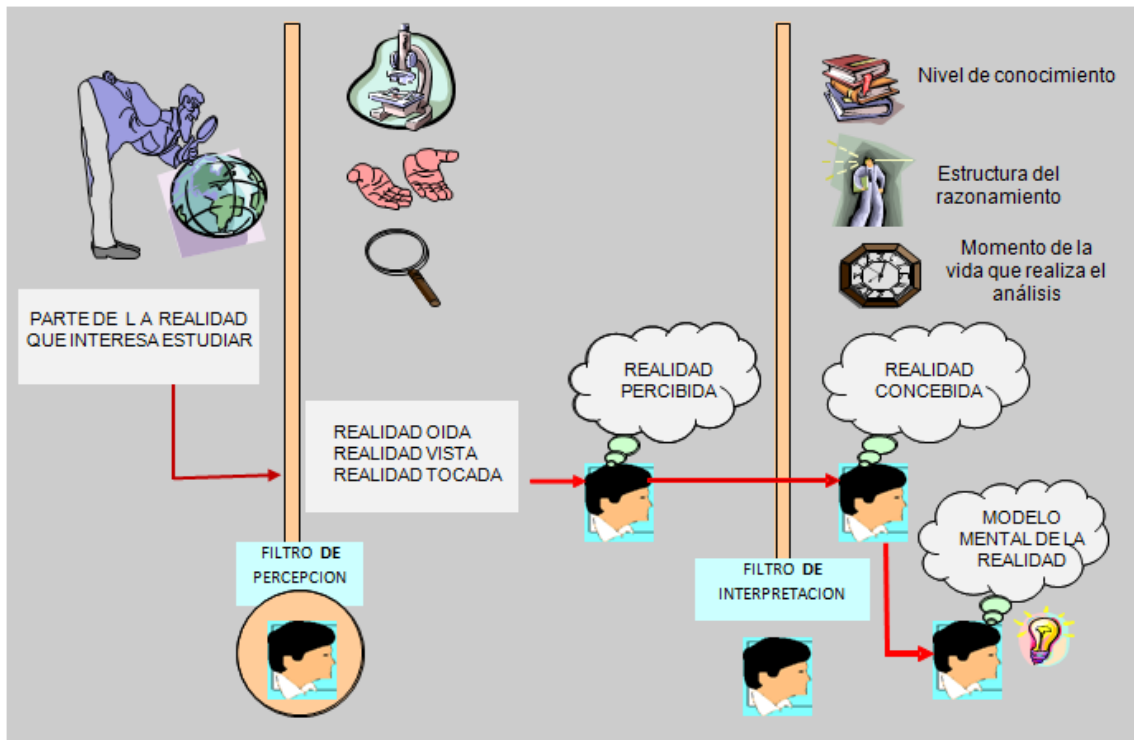 Nivel de conocimiento
Estructura del
razonamiento
Momento de la
vida que realiza el
análisis
PARTE DE L A REALIDAD
QUE INTERESA ESTUDIAR
REALIDAD OIDA
REALIDAD VISTA
REALIDAD TOCADA
REALIDAD
PERCIBIDA
REALIDAD
CONCEBIDA
MODELO
MENTAL DE LA
REALIDAD
FILTRO DE
PERCEPCION
FILTRO DE
INTERPRETACION